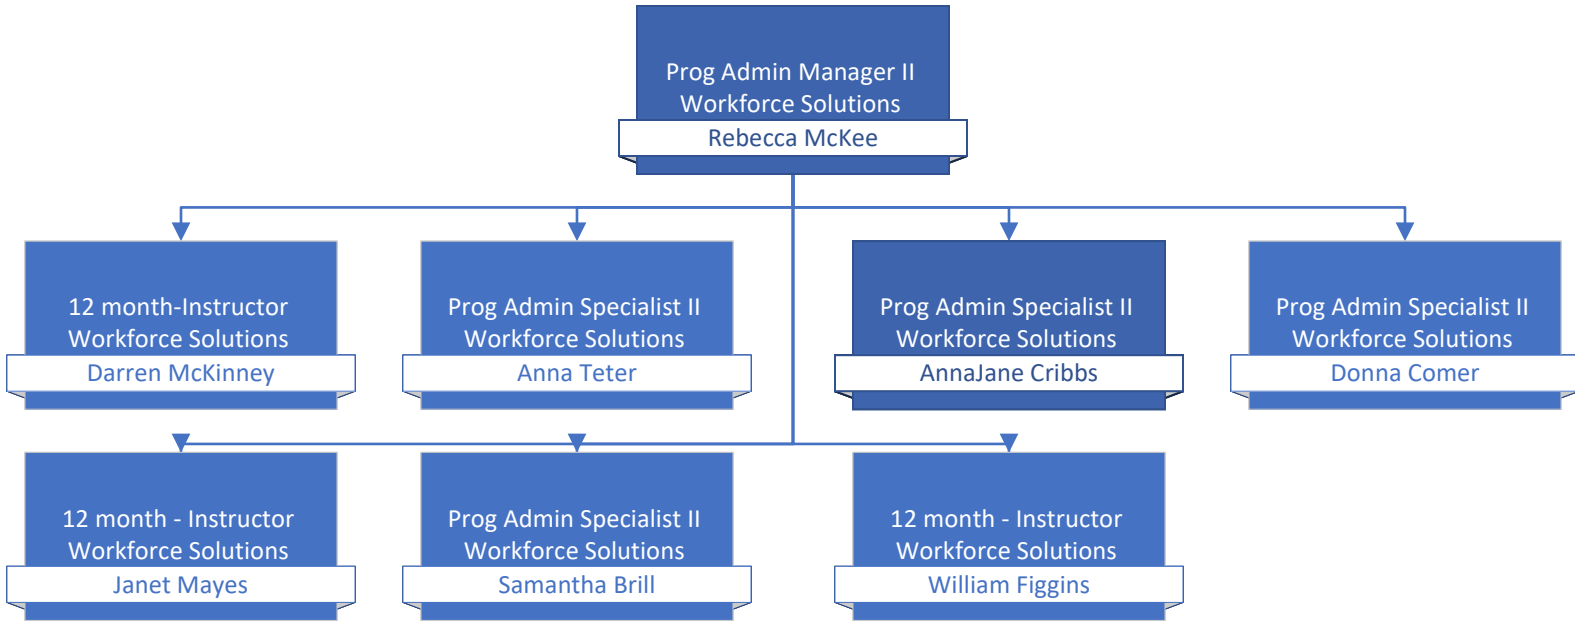 Prog Admin Manager II
Workforce Solutions
Rebecca McKee
12 month-Instructor
Workforce Solutions
Darren McKinney
Prog Admin Specialist II
Workforce Solutions
Anna Teter
Prog Admin Specialist II
Workforce Solutions
AnnaJane Cribbs
Prog Admin Specialist II
Workforce Solutions
Donna Comer
12 month - Instructor
Workforce Solutions
Janet Mayes
Prog Admin Specialist II
Workforce Solutions
Samantha Brill
12 month - Instructor
Workforce Solutions
William Figgins